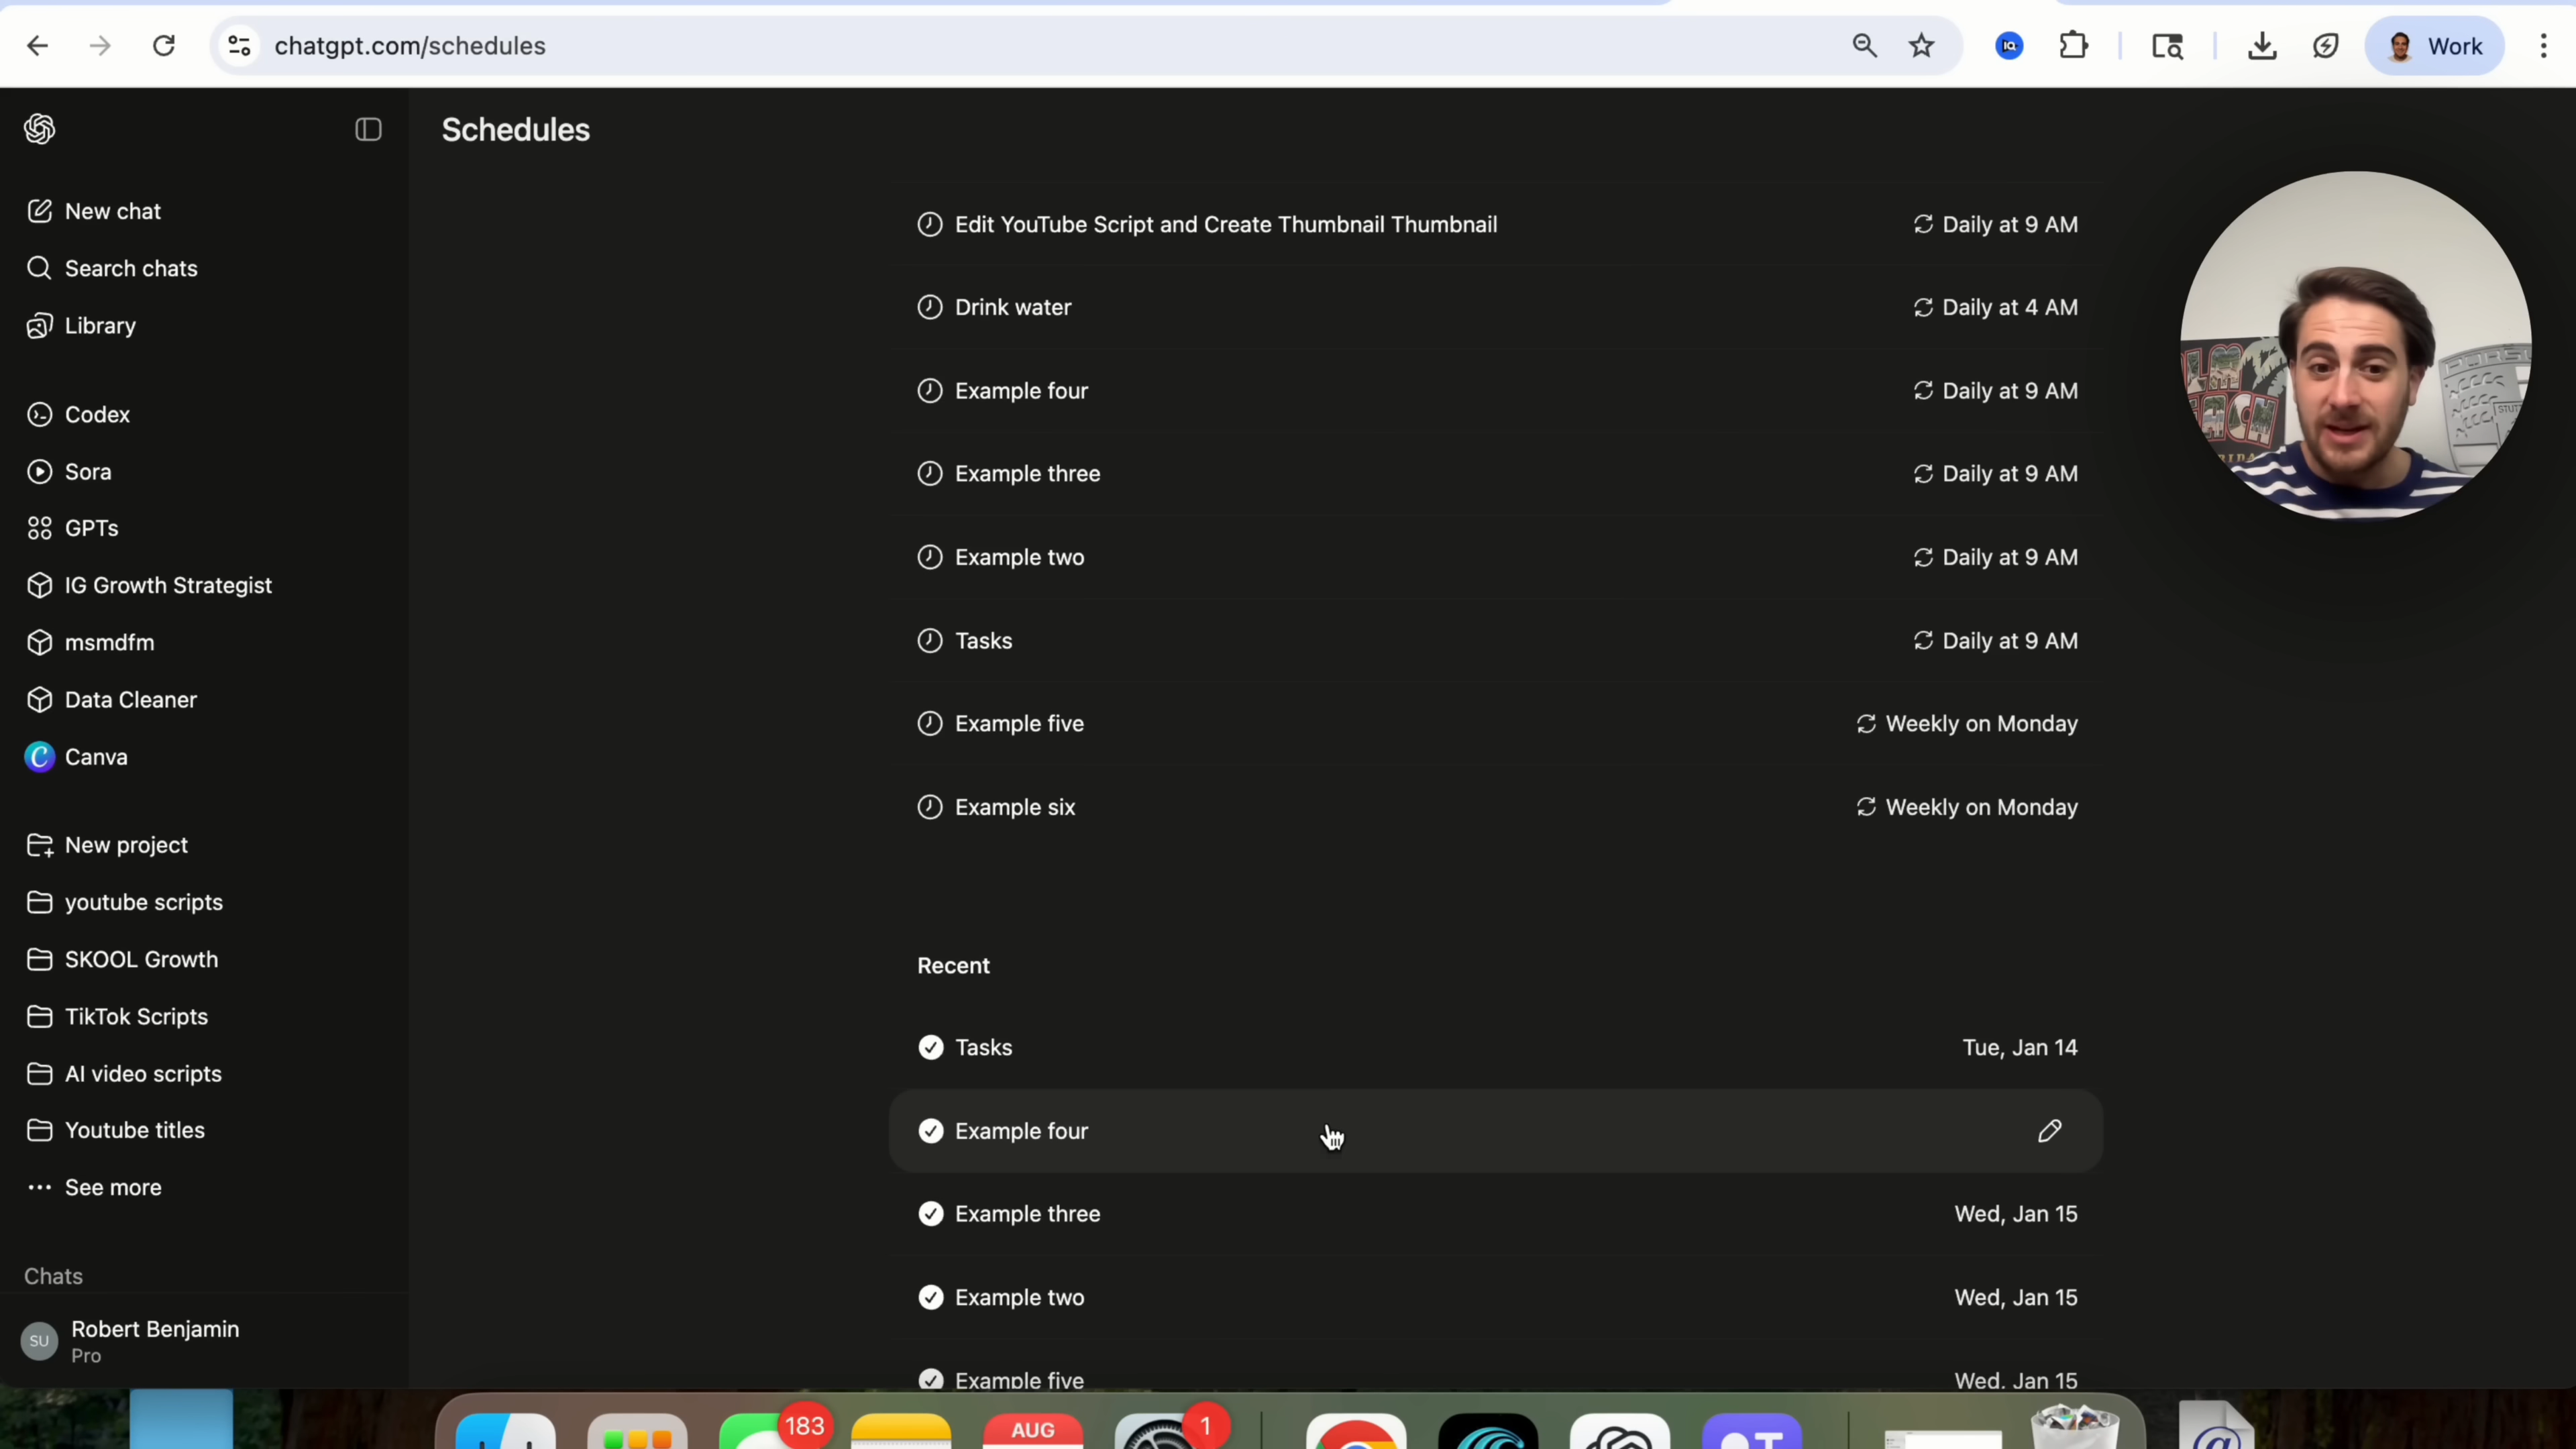 chatgpt.com/schedules
Work
Schedules
New chat
Search chats
Library
Codex
Sora
GPTs
IG Growth Strategist
msmdfm
Data Cleaner
Canva
New project
youtube scripts
SKOOL Growth
TikTok Scripts
AI video scripts
Youtube titles
See more
Chats
SU
Robert Benjamin
Pro
Edit YouTube Script and Create Thumbnail Thumbnail Daily at 9 AM
Drink water Daily at 4 AM
Example four Daily at 9 AM
Example three Daily at 9 AM
Example two Daily at 9 AM
Tasks Daily at 9 AM
Example five Weekly on Monday
Example six Weekly on Monday
Recent
Tasks Tue, Jan 14
Example four
Example three Wed, Jan 15
Example two Wed, Jan 15
Example five Wed, Jan 15
183
AUG
1
T
@